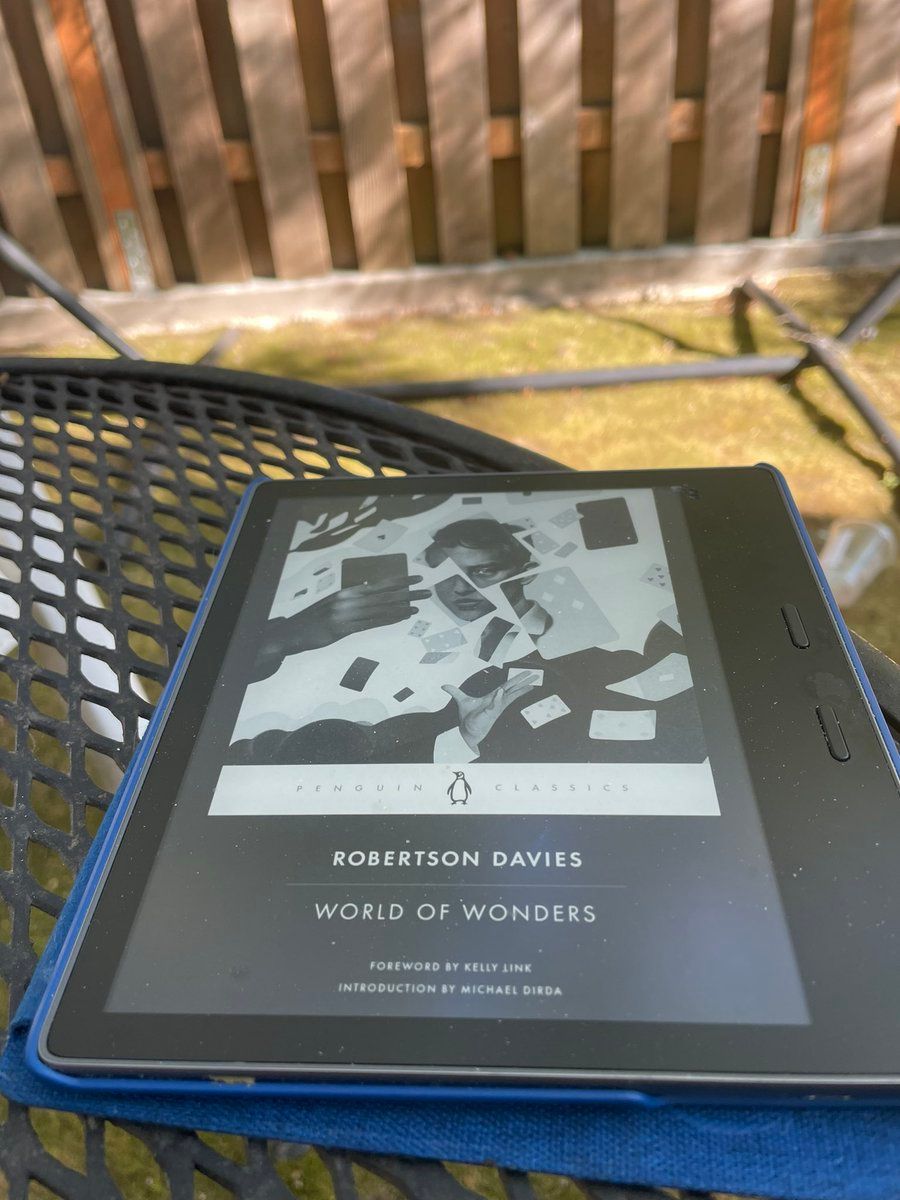 PENGUIN CLASSICS
ROBERTSON DAVIES
WORLD OF WONDERS
FOREWORD BY KELLY LINK
INTRODUCTION BY MICHAEL DIRDA